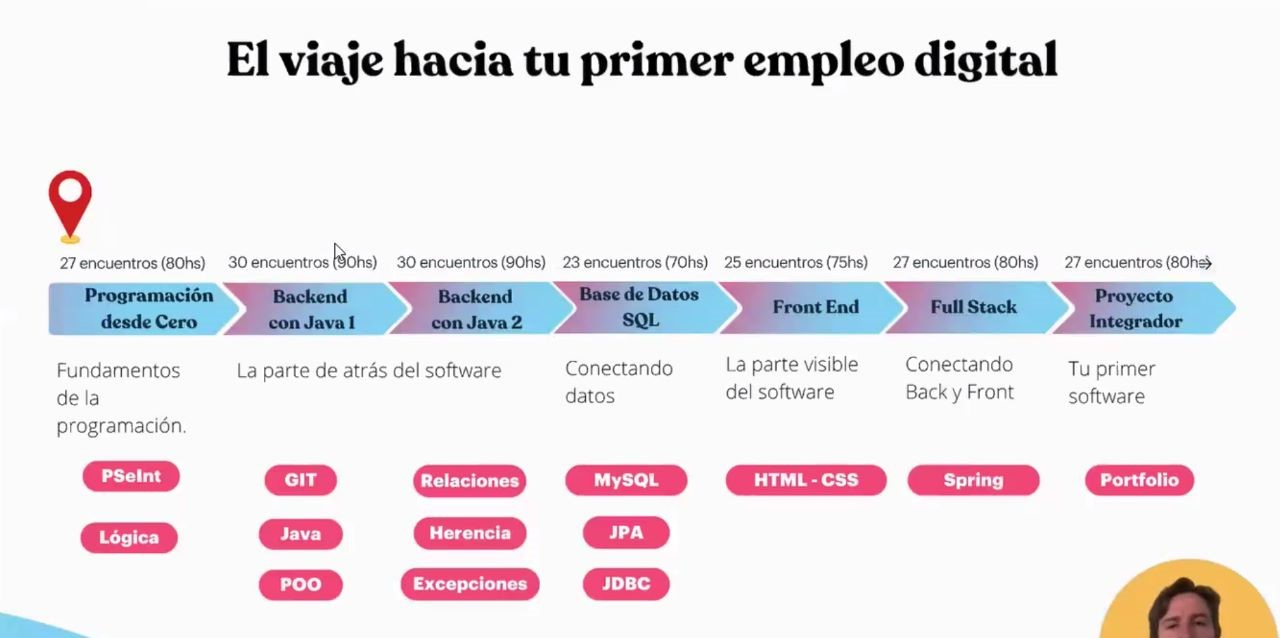 El viaje hacia tu primer empleo digital
27 encuentros (80hs)
30 encuentros (90hs)
30 encuentros (90hs)
23 encuentros (70hs)
25 encuentros (75hs)
27 encuentros (80hs)
27 encuentros (80hs)
Programación
desde Cero
Backend
con Java 1
Backend
con Java 2
Base de Datos
SQL
Front End
Full Stack
Proyecto
Integrador
Fundamentos
de la
programación.
La parte de atrás del software
Conectando
datos
La parte visible
del software
Conectando
Back y Front
Tu primer
software
PSeInt
Lógica
GIT
Java
POO
Relaciones
Herencia
Excepciones
MySQL
JPA
JDBC
HTML - CSS
Spring
Portfolio